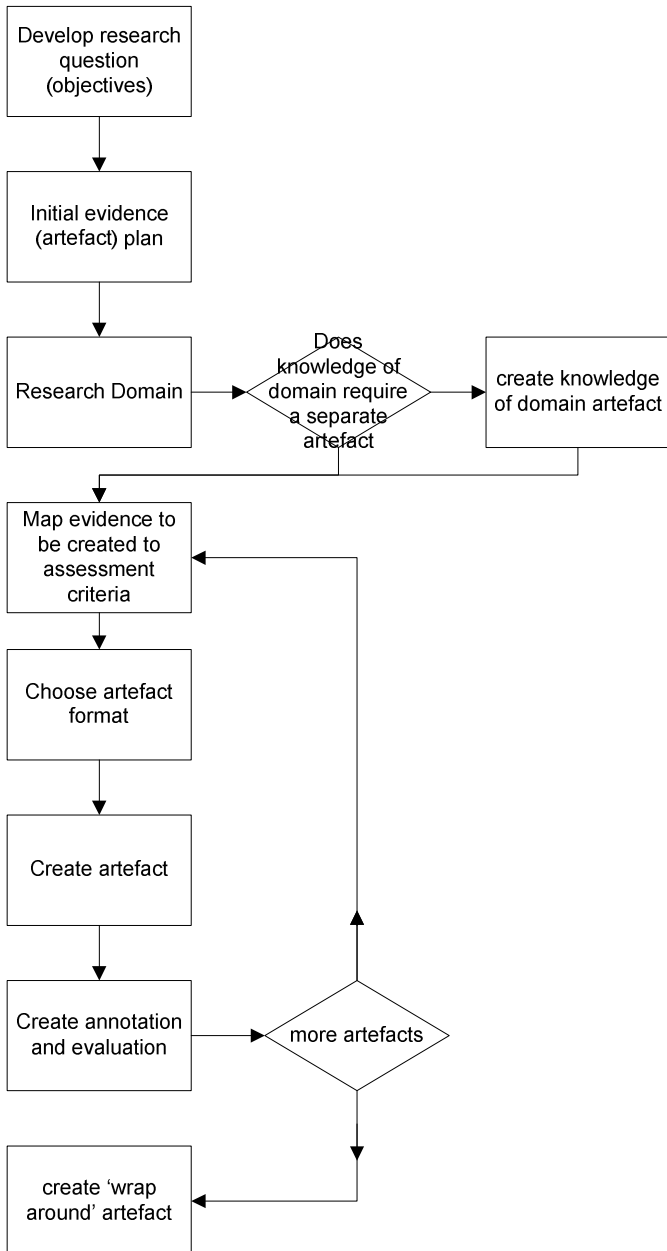 Develop research
question
(objectives)
Initial evidence
(artefact) plan
Research Domain
Does
knowledge of
domain require
a separate
artefact
create knowledge
of domain artefact
Map evidence to
be created to
assessment
criteria
Choose artefact
format
Create artefact
Create annotation
and evaluation
more artefacts
create ‘wrap
around’ artefact